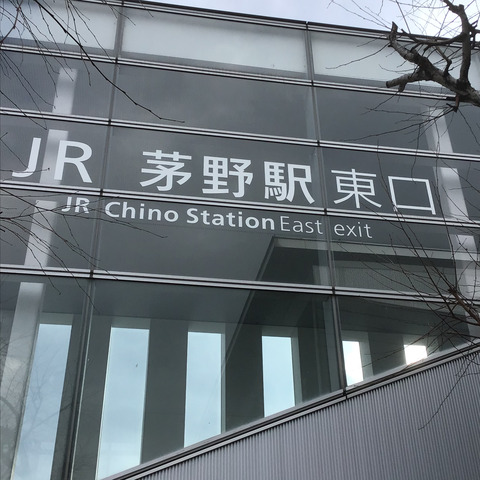 JR 茅野駅 東口
JR Chino Station East exit